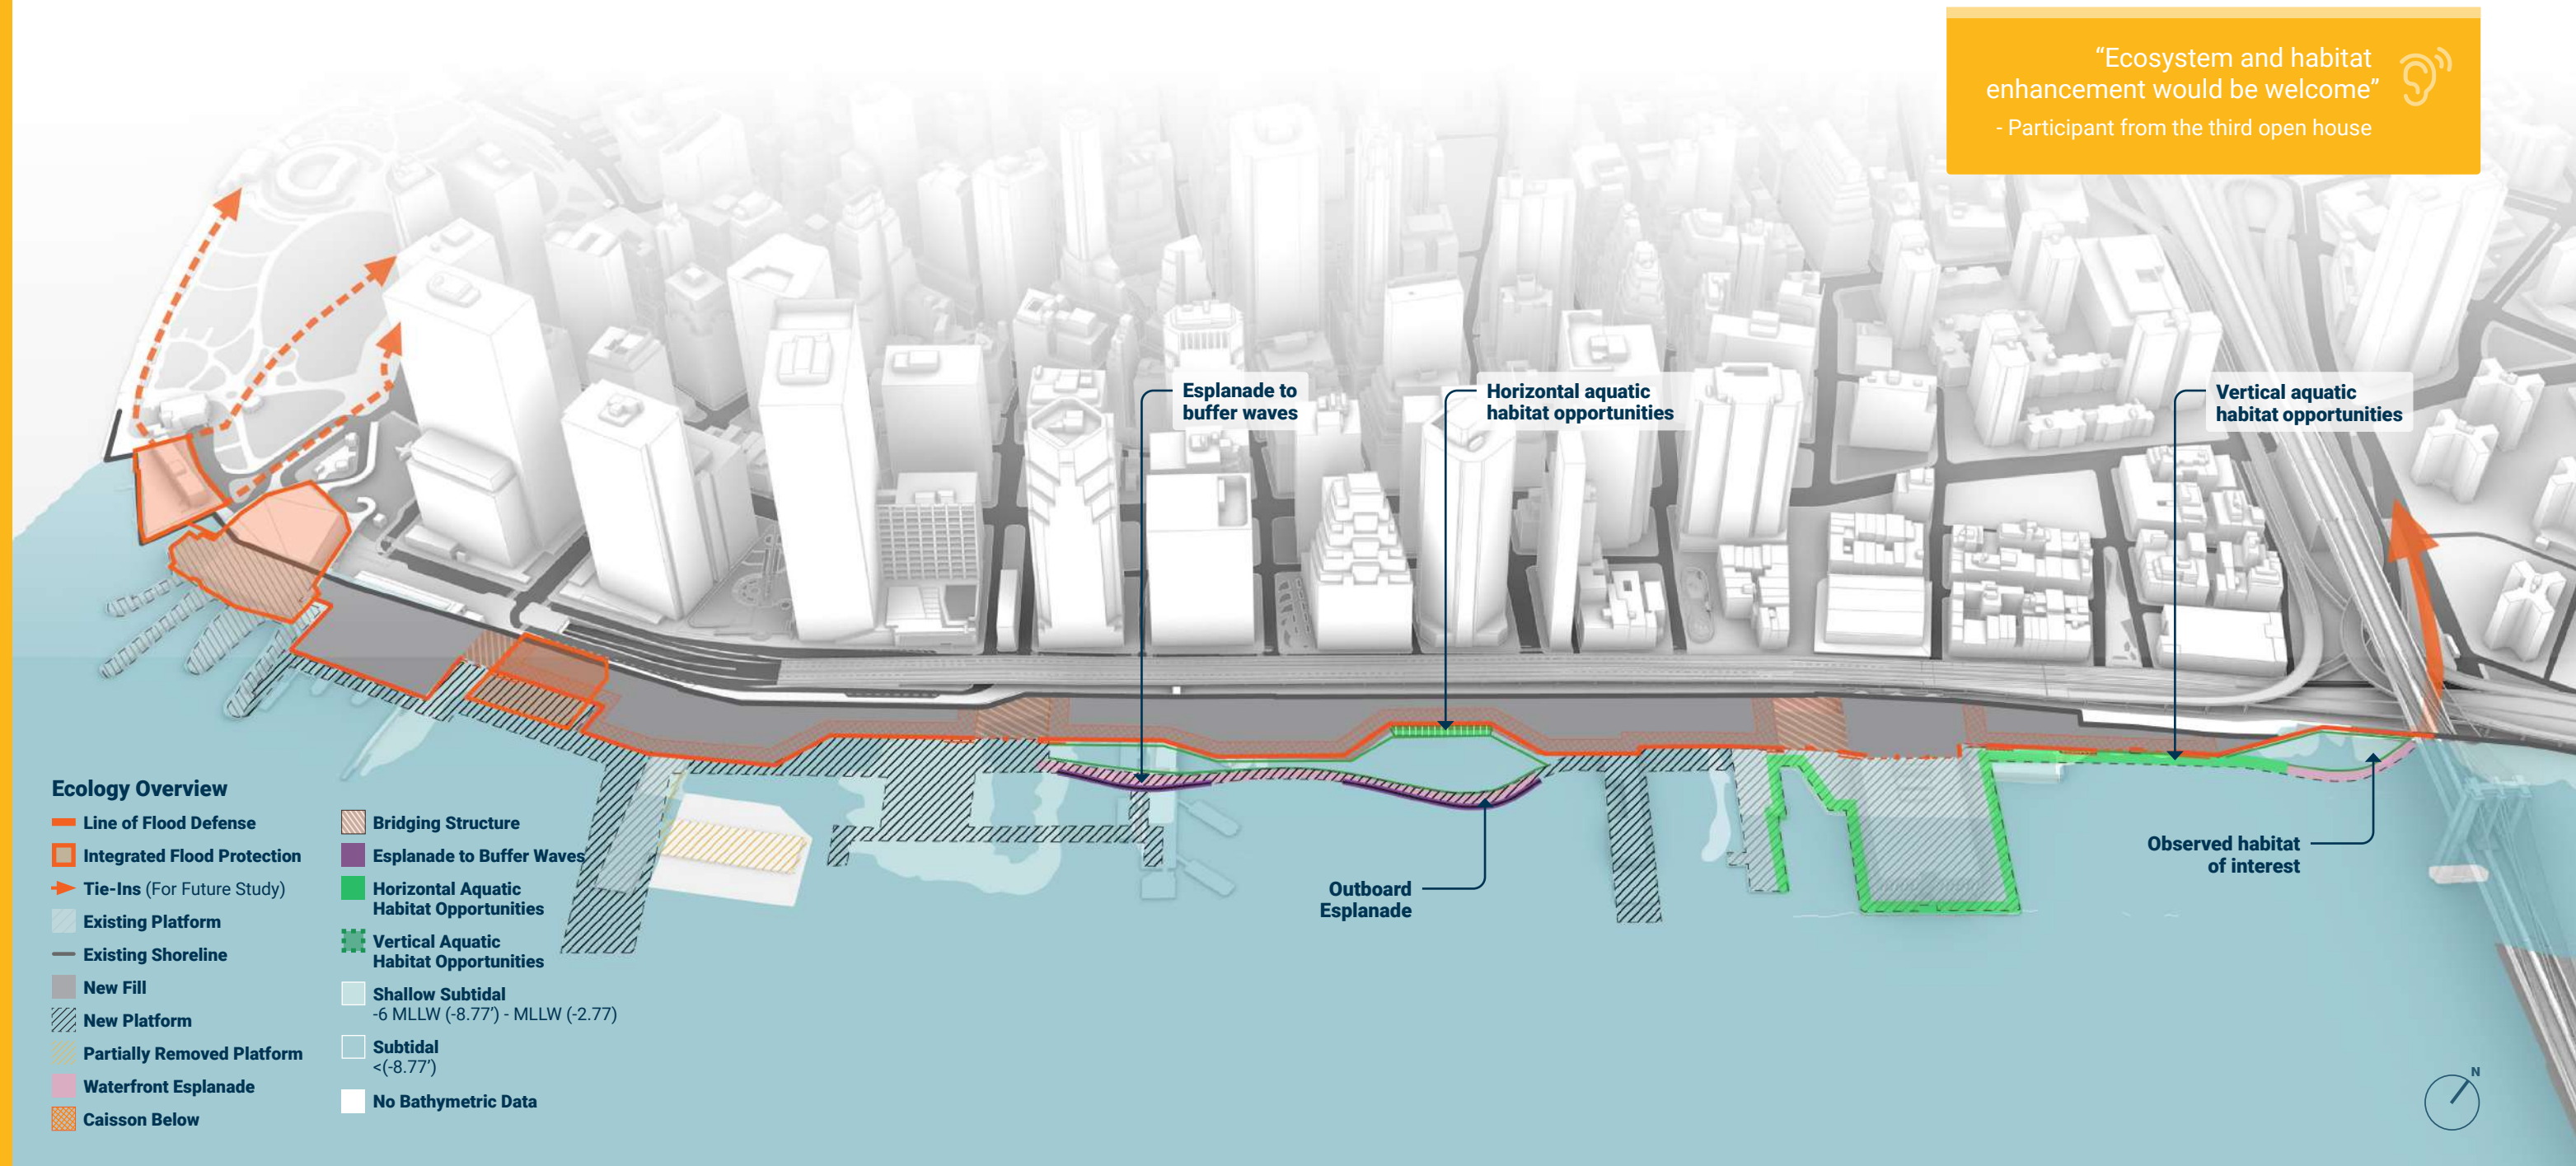 “Ecosystem and habitat
enhancement would be welcome”
- Participant from the third open house
Esplanade to
buffer waves
Horizontal aquatic
habitat opportunities
Vertical aquatic
habitat opportunities
Outboard
Esplanade
Observed habitat
of interest
Ecology Overview
Line of Flood Defense
Integrated Flood Protection
Tie-Ins (For Future Study)
Existing Platform
Existing Shoreline
New Fill
New Platform
Partially Removed Platform
Waterfront Esplanade
Caisson Below
Bridging Structure
Esplanade to Buffer Waves
Horizontal Aquatic
Habitat Opportunities
Vertical Aquatic
Habitat Opportunities
Shallow Subtidal
-6 MLLW (-8.77’) - MLLW (-2.77)
Subtidal
<(-8.77’)
No Bathymetric Data
N